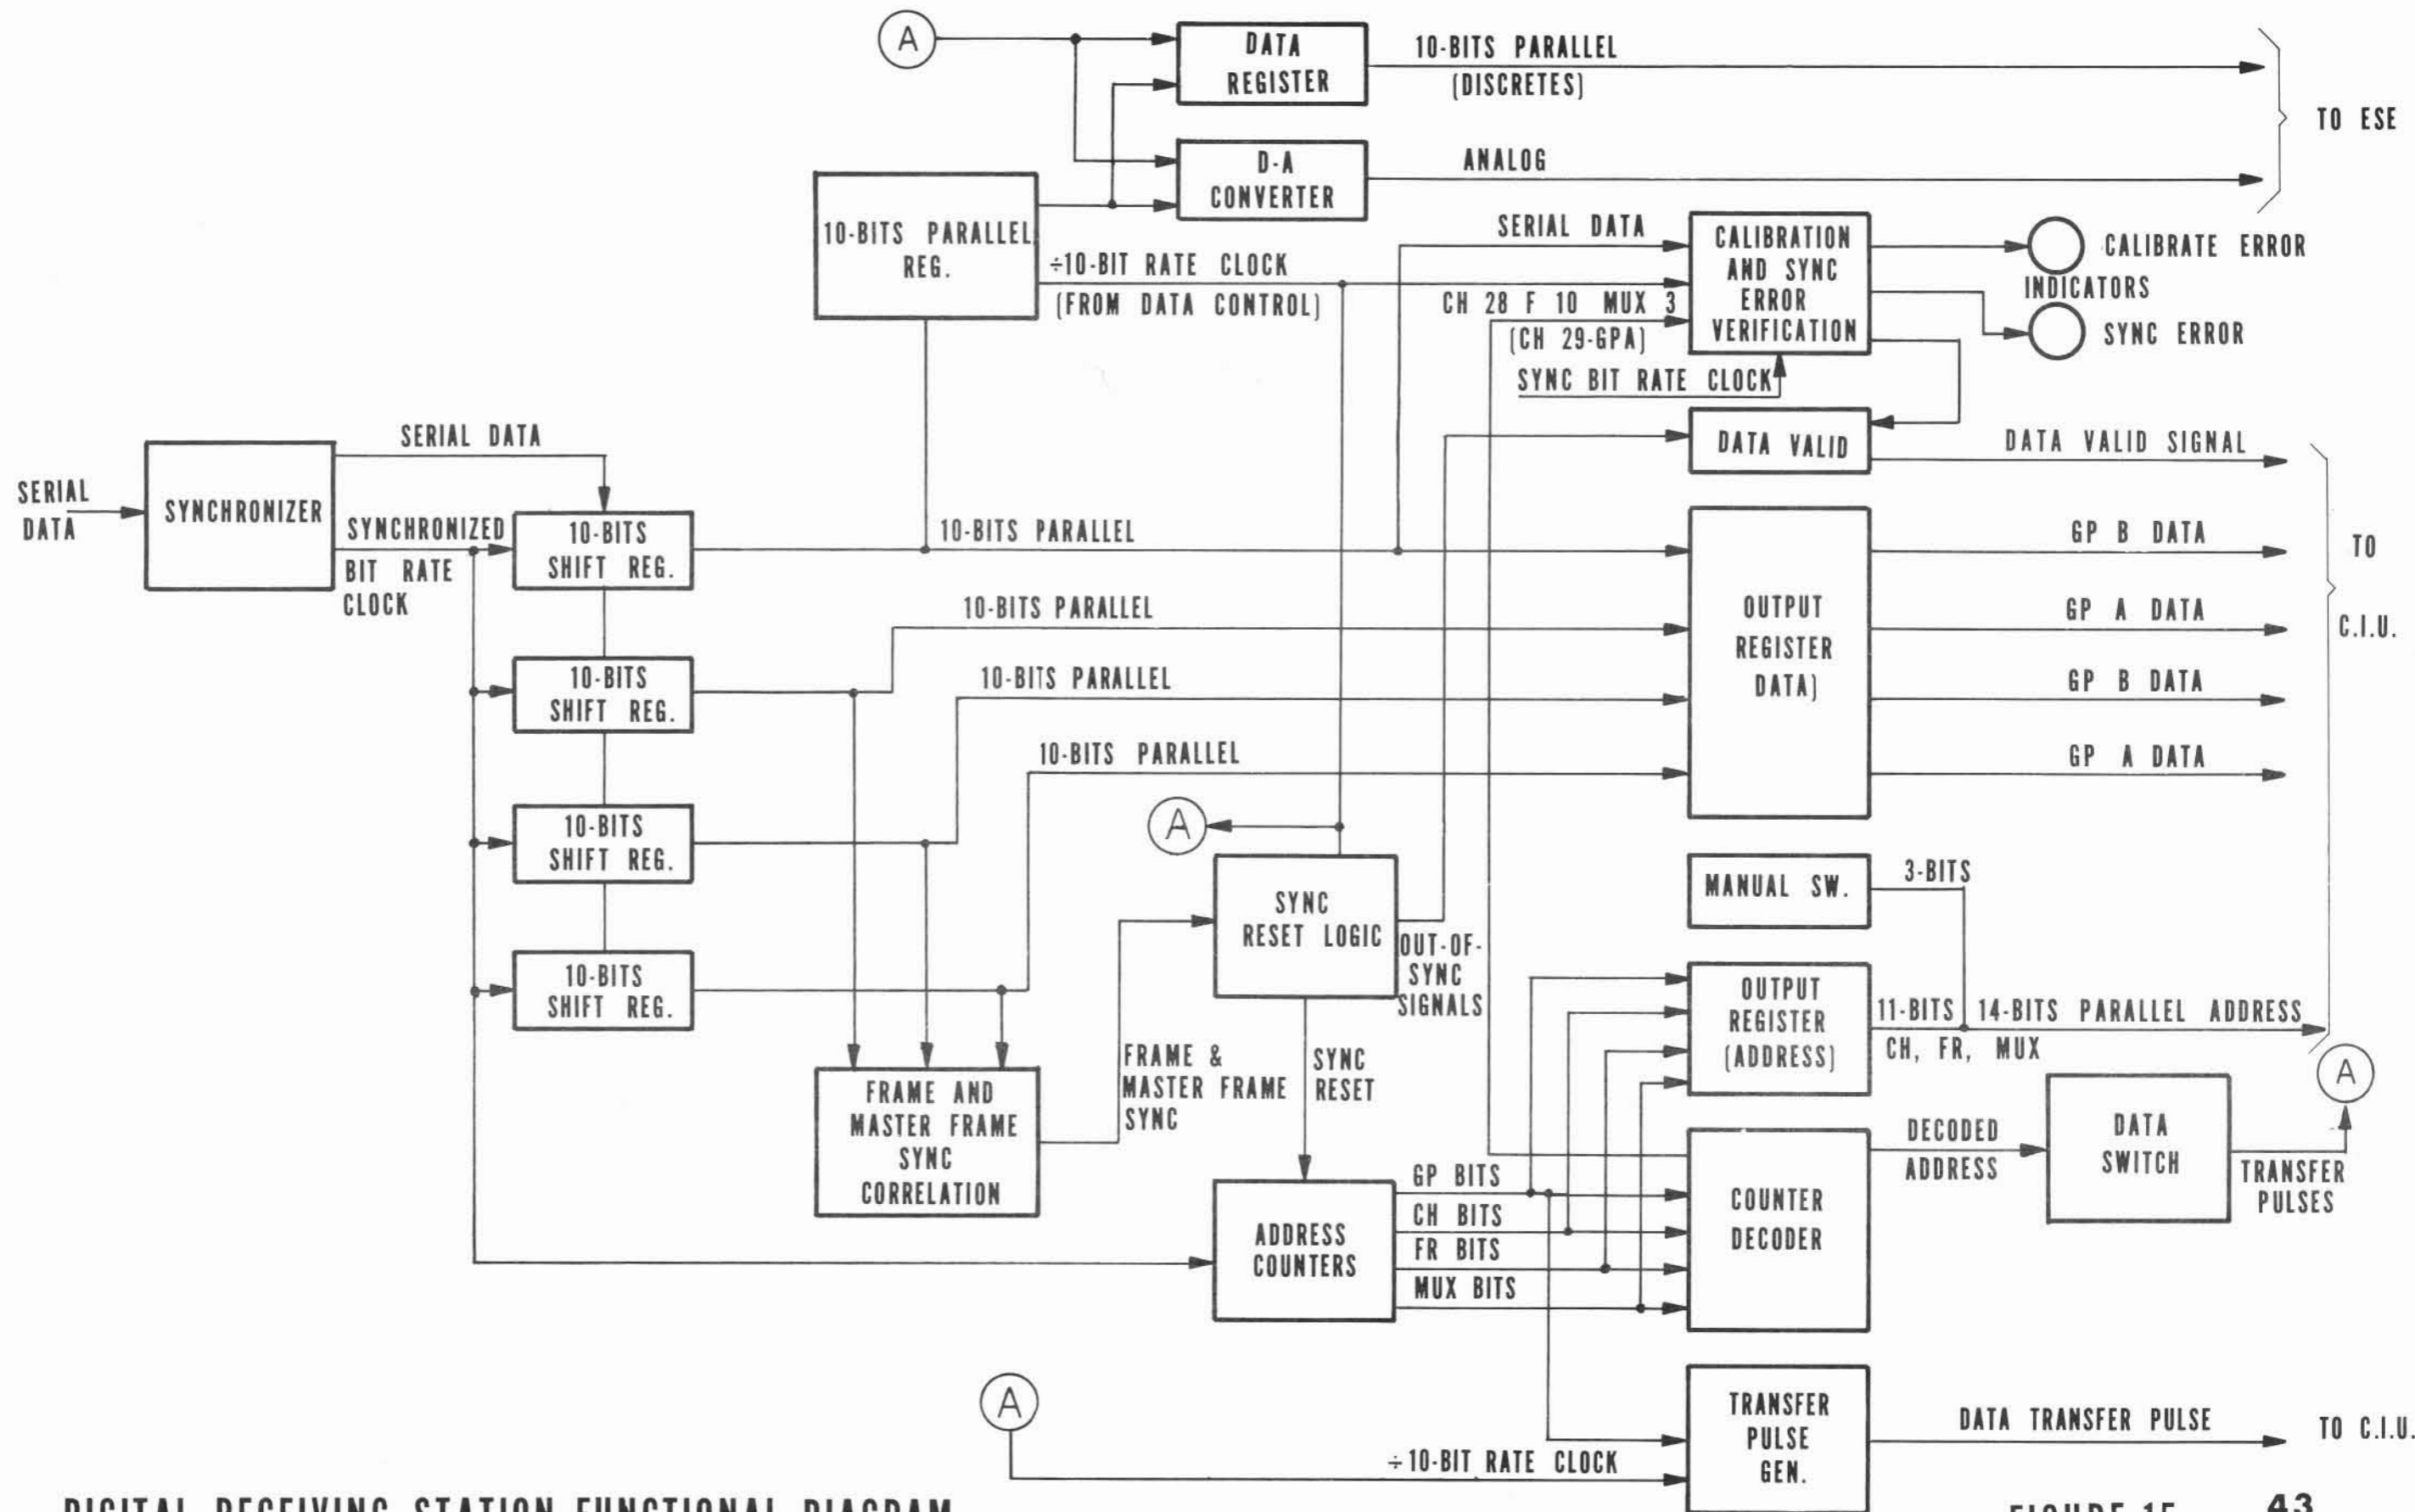 A
DATA
REGISTER
10-BITS PARALLEL
(DISCRETES)
TO ESE
D-A
CONVERTER
ANALOG
10-BITS PARALLEL
REG.
÷10-BIT RATE CLOCK
(FROM DATA CONTROL)
SERIAL DATA
CH 28 F 10 MUX 3
(CH 29-GPA)
SYNC BIT RATE CLOCK
CALIBRATION
AND SYNC
ERROR
VERIFICATION
CALIBRATE ERROR
INDICATORS
SYNC ERROR
DATA VALID
DATA VALID SIGNAL
SERIAL
DATA
SYNCHRONIZER
SERIAL DATA
SYNCHRONIZED
BIT RATE
CLOCK
10-BITS
SHIFT REG.
10-BITS PARALLEL
10-BITS
SHIFT REG.
10-BITS PARALLEL
10-BITS
SHIFT REG.
10-BITS PARALLEL
10-BITS
SHIFT REG.
10-BITS PARALLEL
OUTPUT
REGISTER
DATA)
GP B DATA
GP A DATA
GP B DATA
GP A DATA
TO
C.I.U.
A
SYNC
RESET LOGIC
OUT-OF-
SYNC
SIGNALS
MANUAL SW.
3-BITS
OUTPUT
REGISTER
(ADDRESS)
11-BITS
CH, FR, MUX
14-BITS PARALLEL ADDRESS
FRAME AND
MASTER FRAME
SYNC
CORRELATION
FRAME &
MASTER FRAME
SYNC
SYNC
RESET
ADDRESS
COUNTERS
GP BITS
CH BITS
FR BITS
MUX BITS
COUNTER
DECODER
DECODED
ADDRESS
DATA
SWITCH
A
TRANSFER
PULSES
A
÷10-BIT RATE CLOCK
TRANSFER
PULSE
GEN.
DATA TRANSFER PULSE
TO C.I.U.
DIGITAL RECEIVING STATION FUNCTIONAL DIAGRAM
FIGURE 15
43